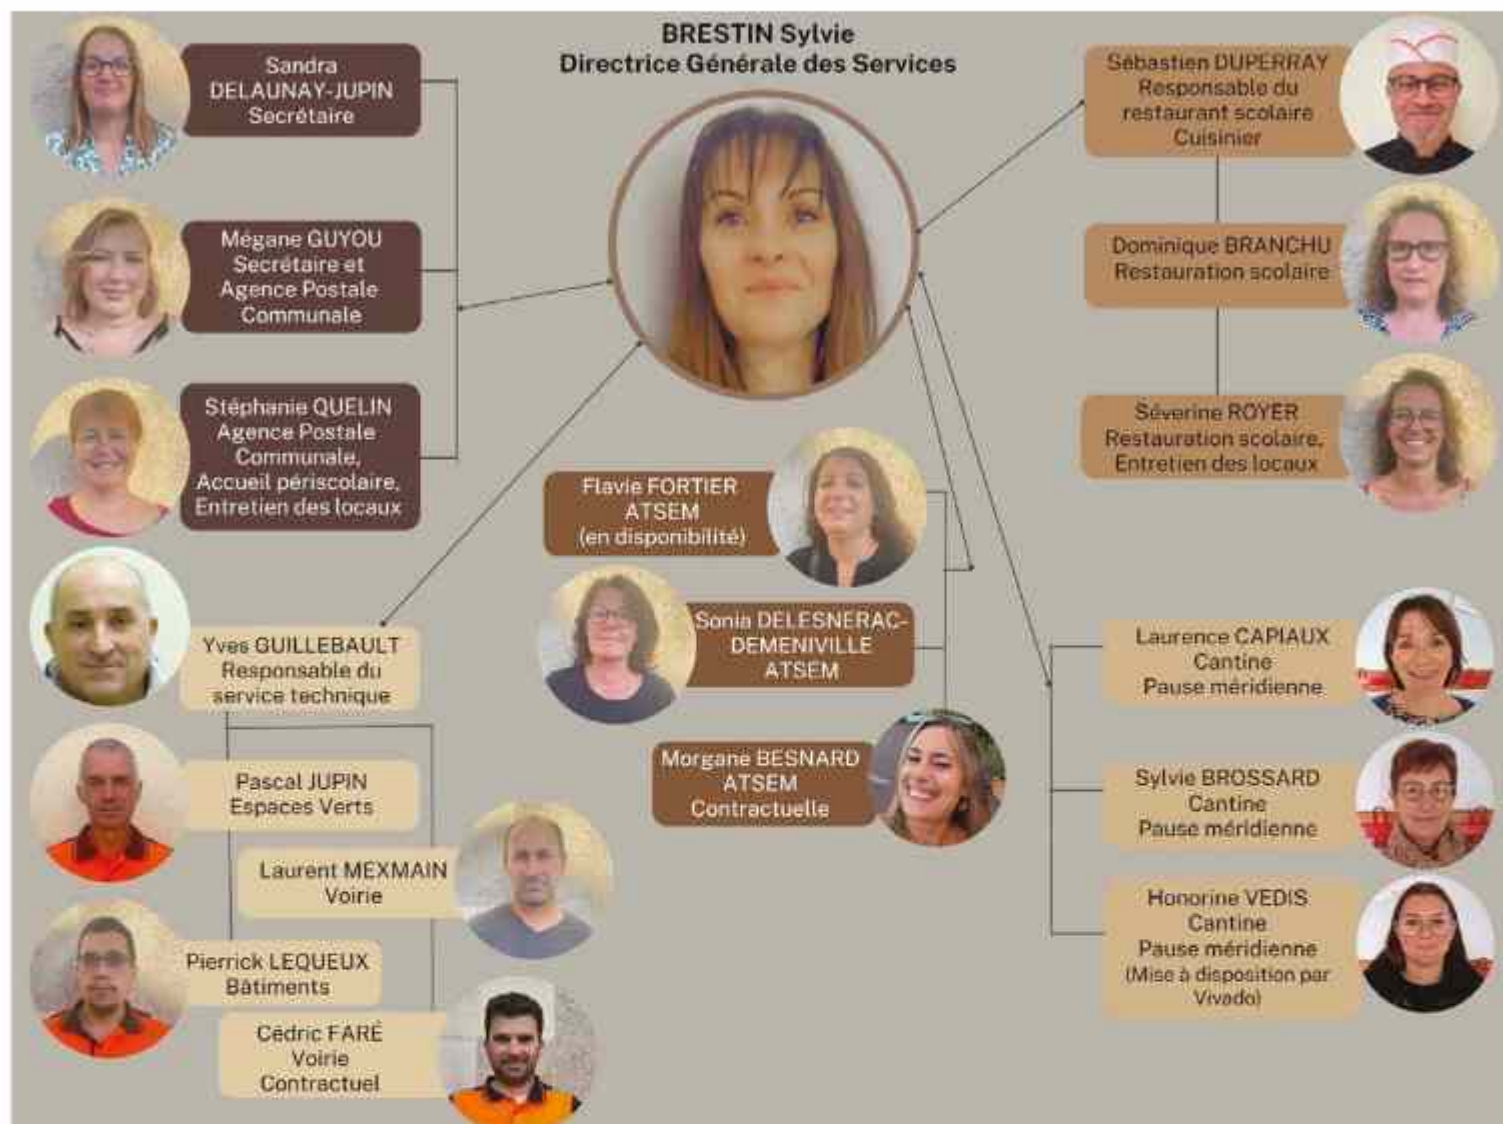 BRESTIN Sylvie
Directrice Générale des Services
Sandra
DELAUNAY-JUPIN
Secrétaire
Mégane GUYOU
Secrétaire et
Agence Postale
Communale
Stéphanie QUELIN
Agence Postale
Communale,
Accueil périscolaire,
Entretien des locaux
Yves GUILLEBAULT
Responsable du
service technique
Pascal JUPIN
Espaces Verts
Laurent MEXMAIN
Voirie
Pierrick LEQUEUX
Bâtiments
Cédric FARÉ
Voirie
Contractuel
Flavie FORTIER
ATSEM
(en disponibilité)
Sonia DELESNERAC-
DEMENIVILLE
ATSEM
Morgane BESNARD
ATSEM
Contractuelle
Sébastien DUPERRAY
Responsable du
restaurant scolaire
Cuisinier
Dominique BRANCHU
Restauration scolaire
Séverine ROYER
Restauration scolaire,
Entretien des locaux
Laurence CAPIAUX
Cantine
Pause méridienne
Sylvie BROSSARD
Cantine
Pause méridienne
Honorine VEDIS
Cantine
Pause méridienne
(Mise à disposition par
Vivado)